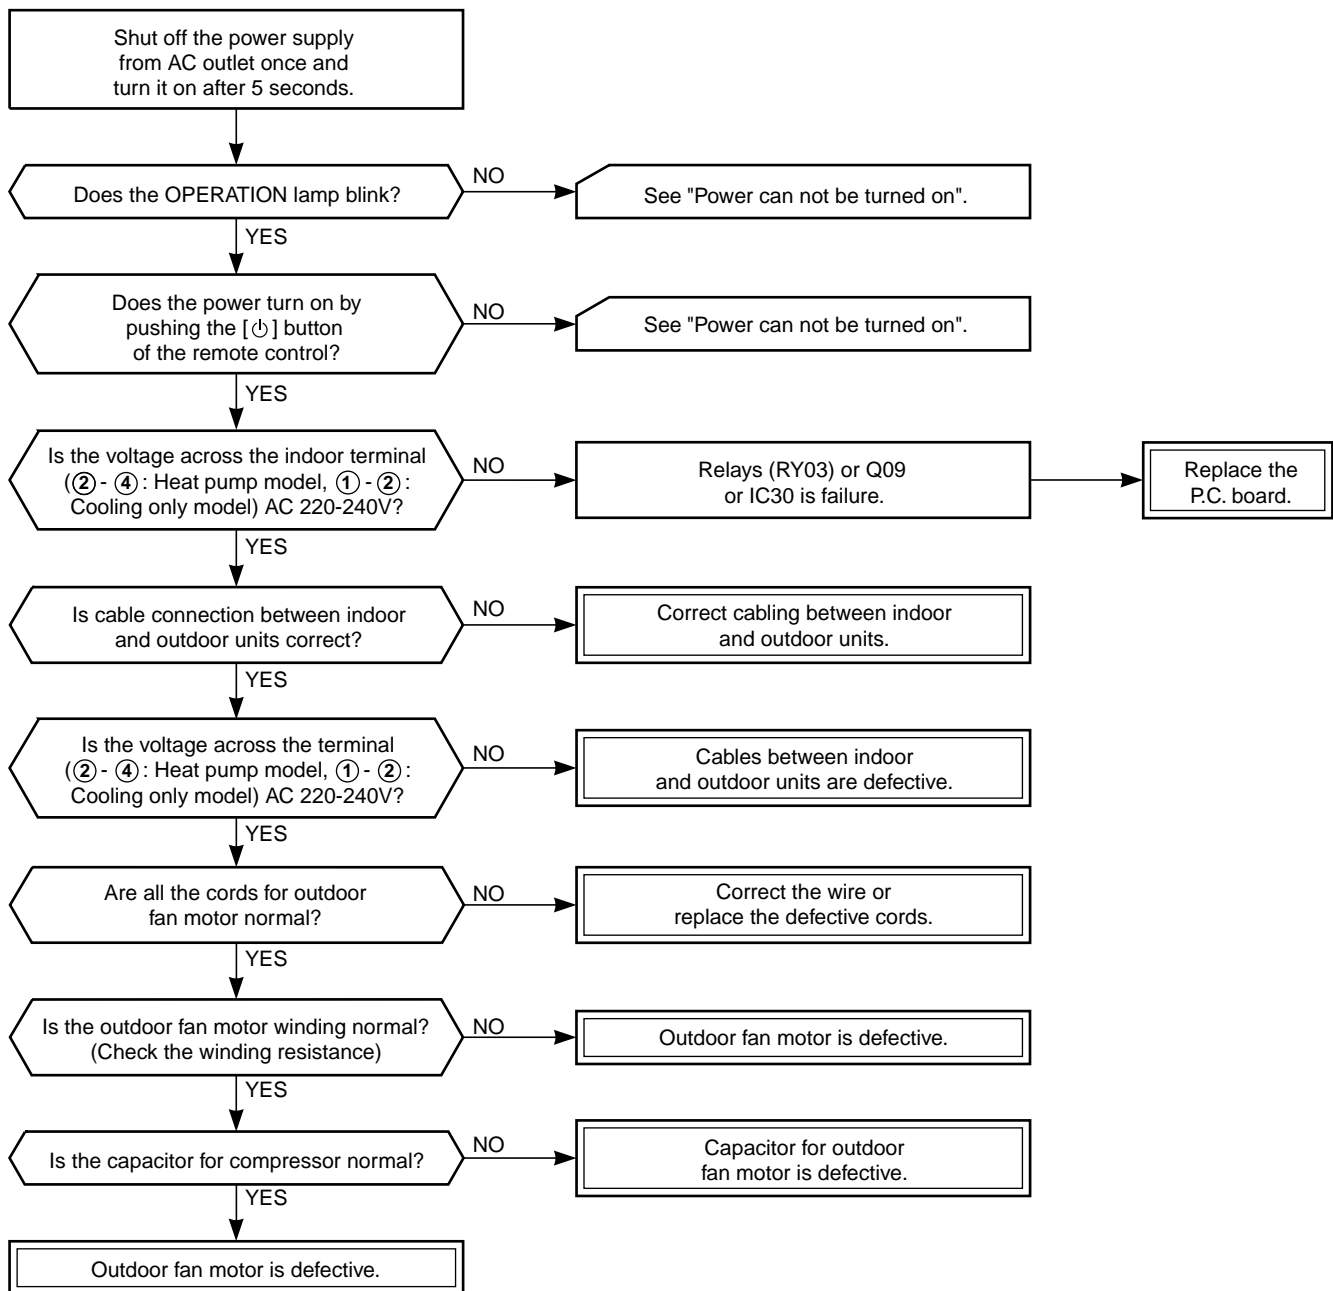 Shut off the power supply
from AC outlet once and
turn it on after 5 seconds.
Does the OPERATION lamp blink?
NO
See "Power can not be turned on".
YES
Does the power turn on by
pushing the [⏻] button
of the remote control?
NO
See "Power can not be turned on".
YES
Is the voltage across the indoor terminal
(② - ④ : Heat pump model, ① - ② :
Cooling only model) AC 220-240V?
NO
Relays (RY03) or Q09
or IC30 is failure.
Replace the
P.C. board.
YES
Is cable connection between indoor
and outdoor units correct?
NO
Correct cabling between indoor
and outdoor units.
YES
Is the voltage across the terminal
(② - ④ : Heat pump model, ① - ② :
Cooling only model) AC 220-240V?
NO
Cables between indoor
and outdoor units are defective.
YES
Are all the cords for outdoor
fan motor normal?
NO
Correct the wire or
replace the defective cords.
YES
Is the outdoor fan motor winding normal?
(Check the winding resistance)
NO
Outdoor fan motor is defective.
YES
Is the capacitor for compressor normal?
NO
Capacitor for outdoor
fan motor is defective.
YES
Outdoor fan motor is defective.